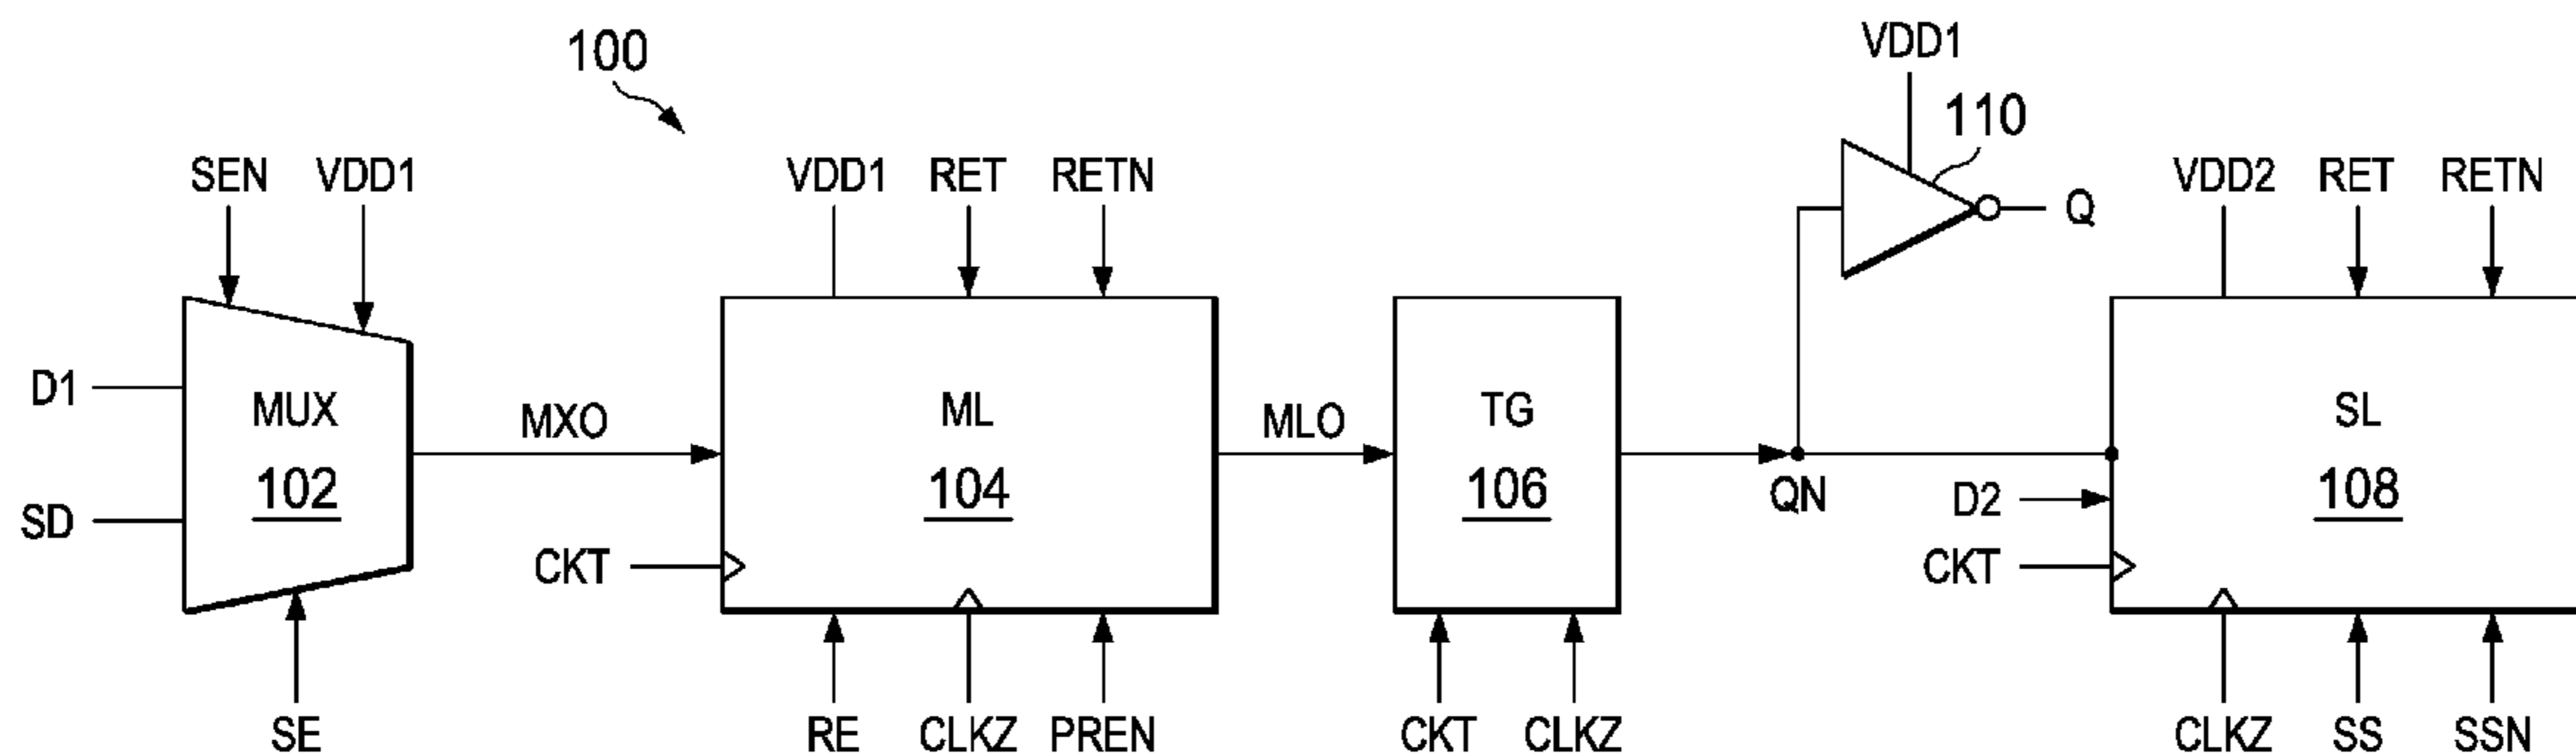 100
VDD1
110
SEN VDD1
VDD1 RET RETN
VDD2 RET RETN
Q
D1
MUX
MXO
ML
MLO
TG
SL
SD
102
104
106
QN
D2
108
CKT
CKT
SE
RE CLKZ PREN
CKT CLKZ
CLKZ SS SSN